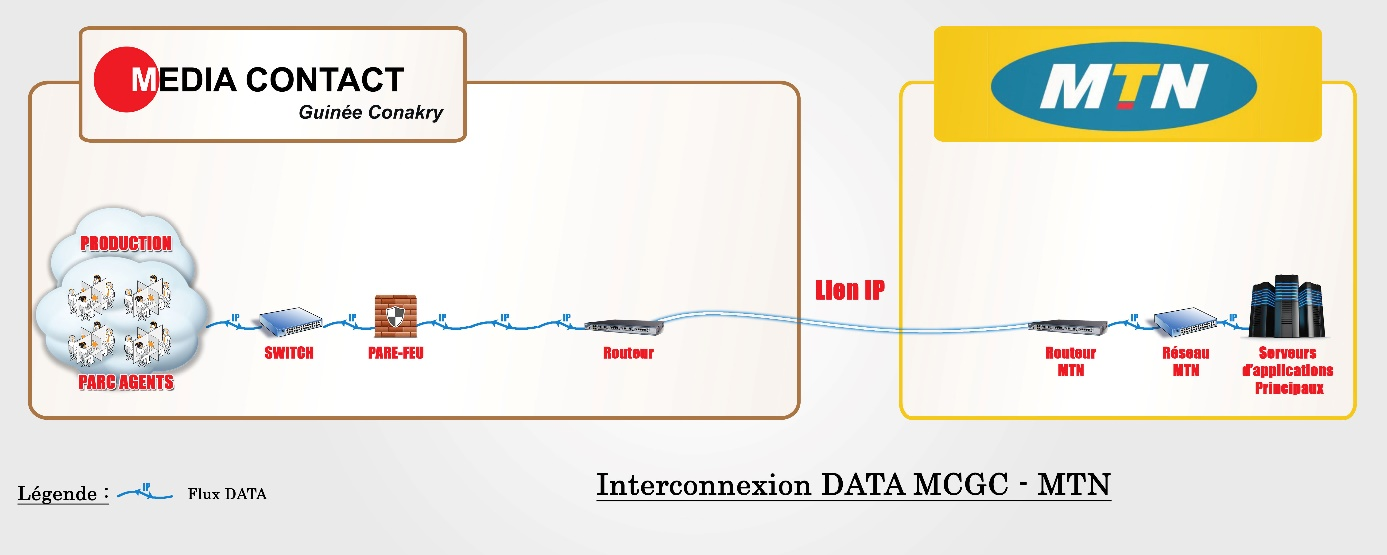 MEDIA CONTACT
Guinée Conakry
MTN
PRODUCTION
PARC AGENTS
IP
SWITCH
IP
PARE-FEU
IP
IP
IP
Routeur
Lien IP
Routeur
MTN
IP
Réseau
MTN
IP
Serveurs
d'applications
Principaux
Légende :
IP
Flux DATA
Interconnexion DATA MCGC - MTN